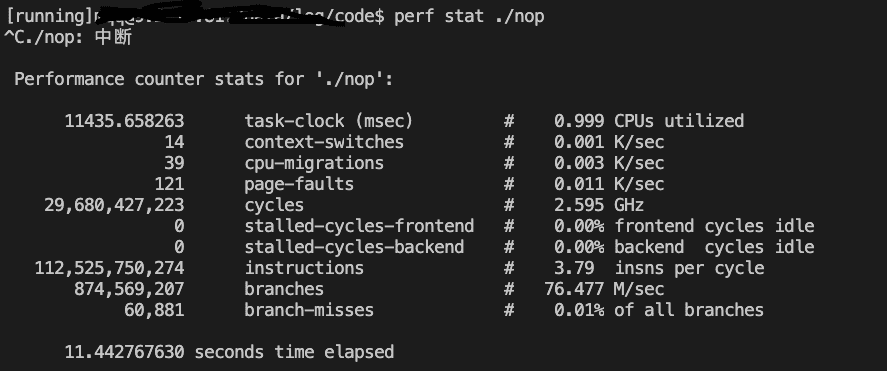 [running]
/log/code$ perf stat ./nop
^C./nop: 中断
Performance counter stats for './nop':
11435.658263 task-clock (msec) # 0.999 CPUs utilized
14 context-switches # 0.001 K/sec
39 cpu-migrations # 0.003 K/sec
121 page-faults # 0.011 K/sec
29,680,427,223 cycles # 2.595 GHz
0 stalled-cycles-frontend # 0.00% frontend cycles idle
0 stalled-cycles-backend # 0.00% backend cycles idle
112,525,750,274 instructions # 3.79 insns per cycle
874,569,207 branches # 76.477 M/sec
60,881 branch-misses # 0.01% of all branches
11.442767630 seconds time elapsed